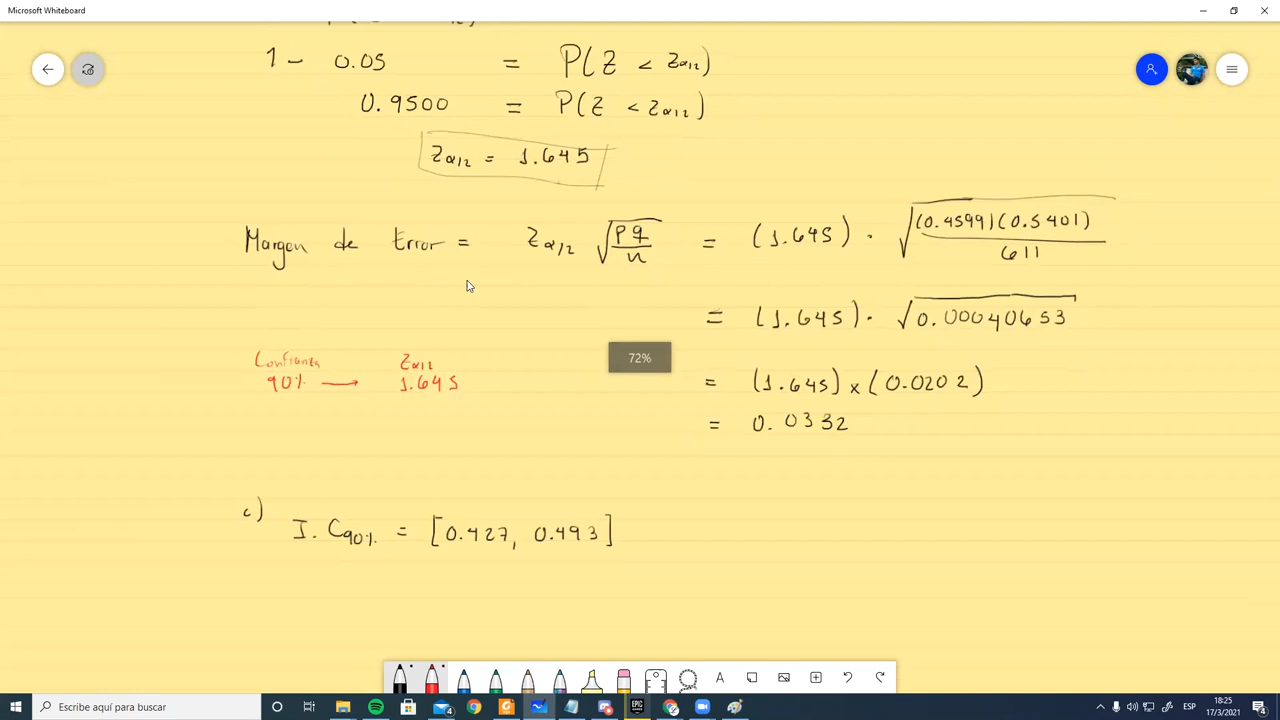 Microsoft Whiteboard
1 - 0.05 = P(Z < Zα/2)
0.9500 = P(Z < Zα/2)
Zα/2 = 1.645
Margen de Error = Zα/2 √(pq/n) = (1.645) · √((0.4599)(0.5401)/611)
= (1.645) · √0.00040653
72%
Confianza Zα/2
90% → 1.645
= (1.645) x (0.0202)
= 0.0332
c)
I. C90% = [0.427, 0.493]
A
Escribe aquí para buscar
EPIC GAMES
ESP
18:25
17/3/2021